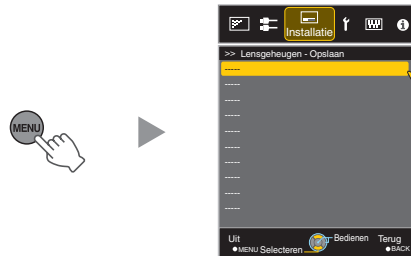 MENU
Installatie
>> Lensgeheugen - Opslaan
-----
-----
-----
-----
-----
-----
-----
-----
-----
-----
Uit
Bedienen
Terug
MENU
Selecteren
BACK